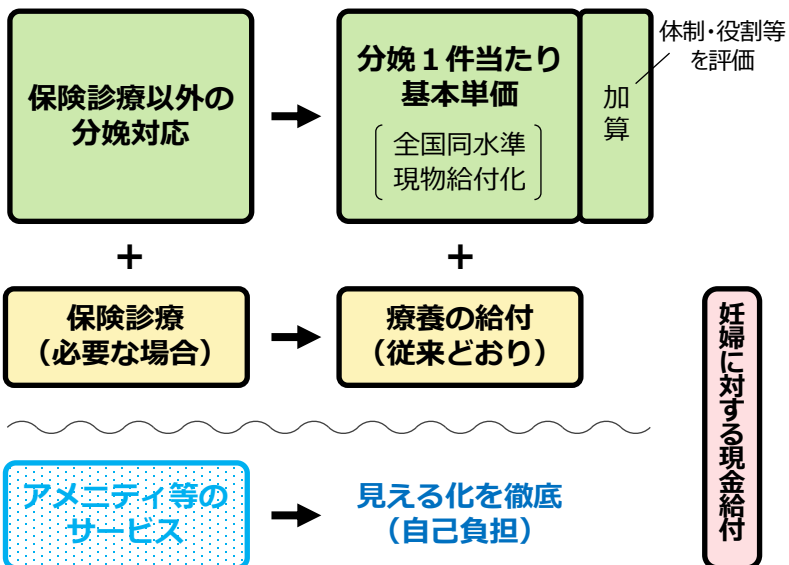 保険診療以外の
分娩対応
分娩１件当たり
基本単価
全国同水準
現物給付化
加算
体制・役割等
を評価
+
+
保険診療
（必要な場合）
療養の給付
（従来どおり）
妊婦に対する現金給付
アメニティ等の
サービス
見える化を徹底
（自己負担）